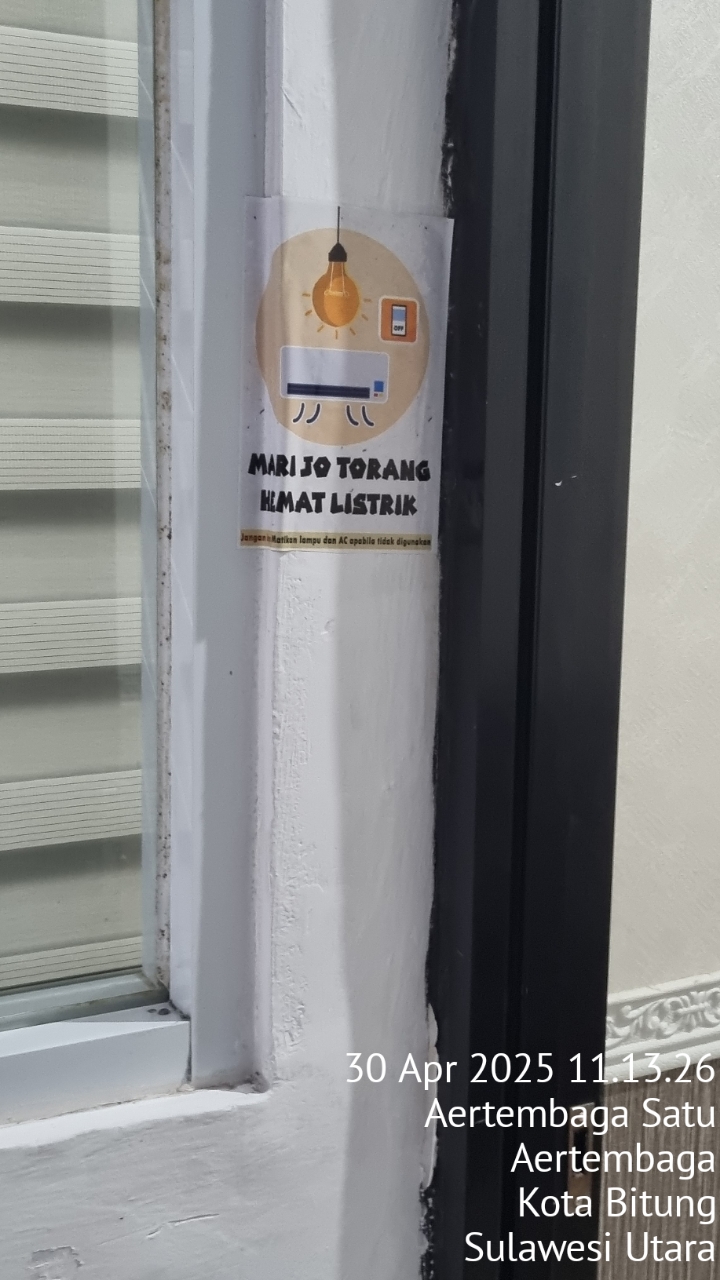 OFF
MARI JO TORANG
HEMAT LISTRIK
Jangan Matikan lampu dan AC apabila tidak digunakan
30 Apr 2025 11.13.26
Aertembaga Satu
Aertembaga
Kota Bitung
Sulawesi Utara